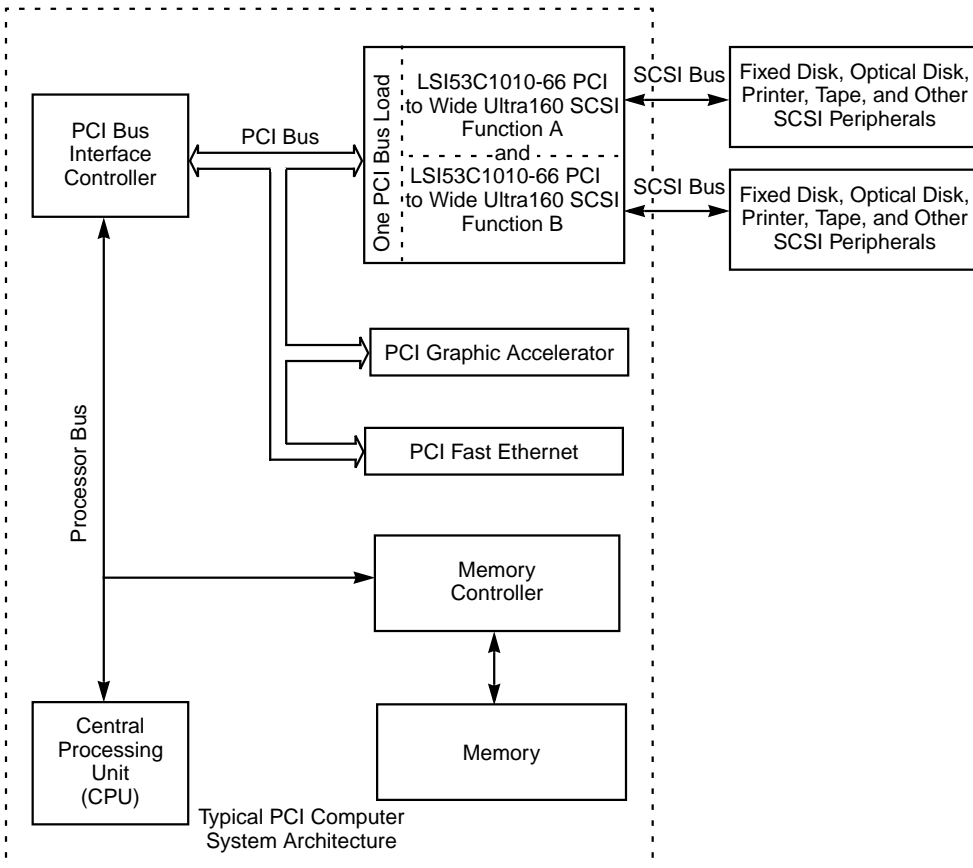 LSI53C1010-66 PCI
to Wide Ultra160 SCSI
Function A
and
LSI53C1010-66 PCI
to Wide Ultra160 SCSI
Function B
One PCI Bus Load
SCSI Bus
Fixed Disk, Optical Disk,
Printer, Tape, and Other
SCSI Peripherals
SCSI Bus
Fixed Disk, Optical Disk,
Printer, Tape, and Other
SCSI Peripherals
PCI Bus
Interface
Controller
PCI Bus
PCI Graphic Accelerator
PCI Fast Ethernet
Processor Bus
Memory
Controller
Memory
Central
Processing
Unit
(CPU)
Typical PCI Computer
System Architecture